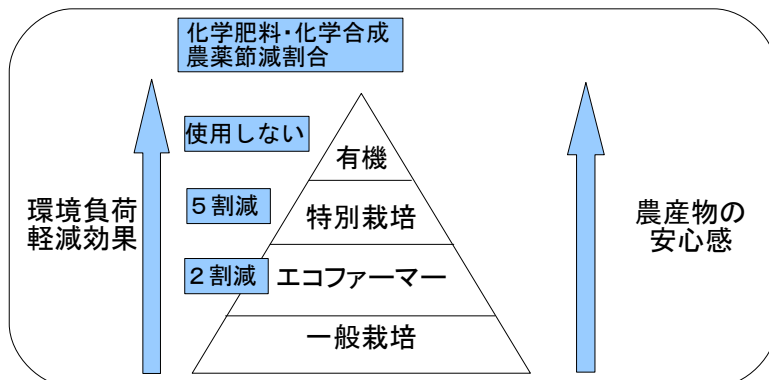 化学肥料・化学合成
農薬節減割合
使用しない
有機
5割減
特別栽培
環境負荷
軽減効果
農産物の
安心感
2割減
エコファーマー
一般栽培